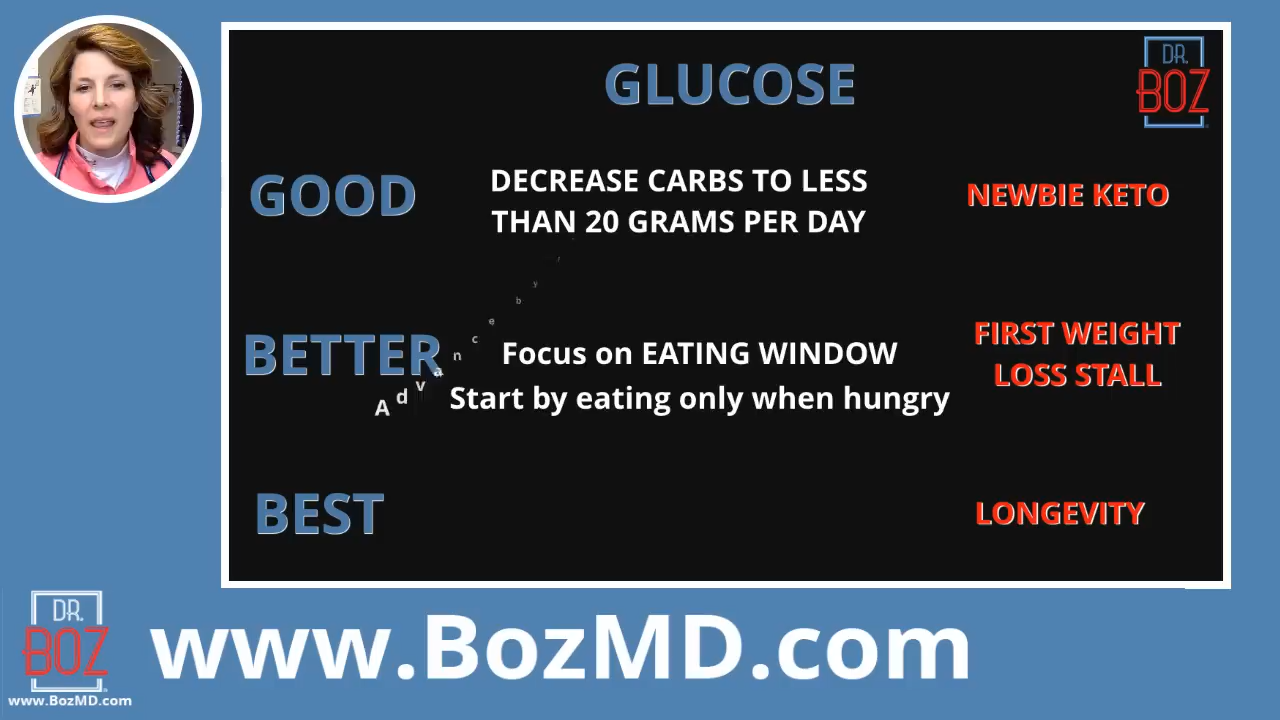 GLUCOSE
DR.
BOZ
GOOD
DECREASE CARBS TO LESS
THAN 20 GRAMS PER DAY
NEWBIE KETO
BETTER
Focus on EATING WINDOW
Start by eating only when hungry
FIRST WEIGHT
LOSS STALL
Advance by
BEST
LONGEVITY
DR.
BOZ
www.BozMD.com
www.BozMD.com